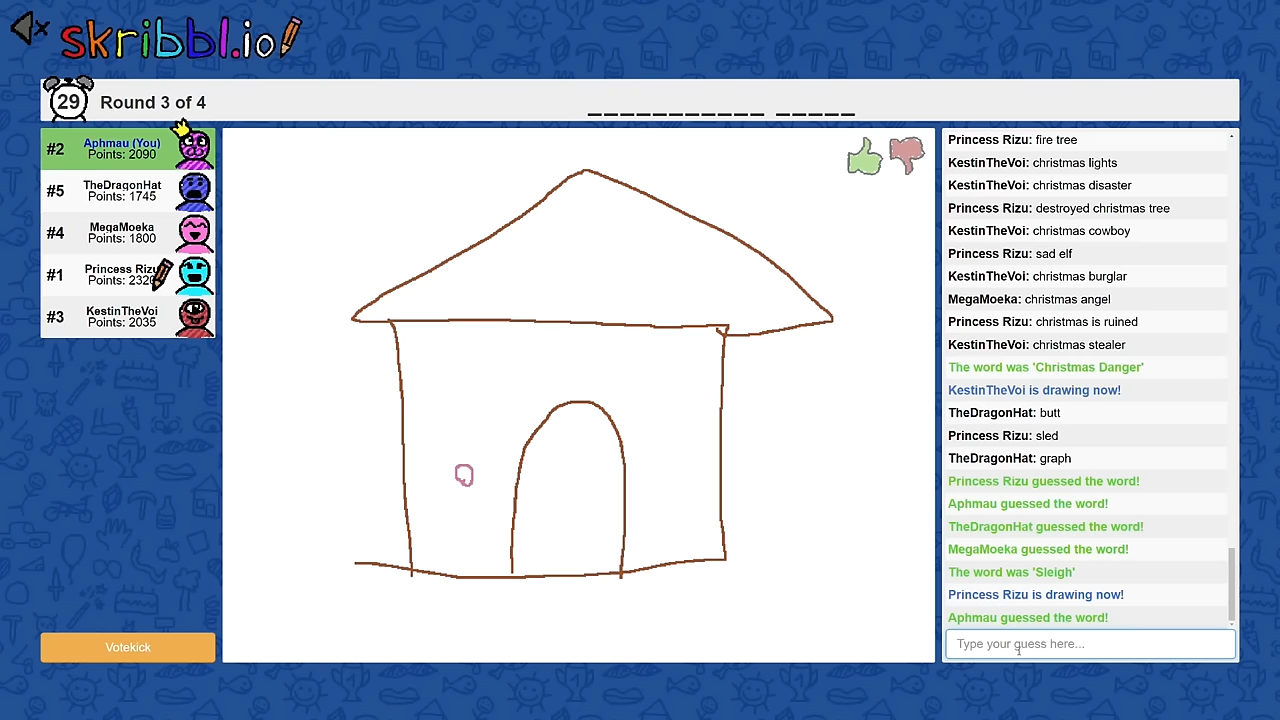 skribbl.io
29 Round 3 of 4
___________ _____
#2 Aphmau (You)
Points: 2090
#5 TheDragonHat
Points: 1745
#4 MegaMoeka
Points: 1800
#1 Princess Rizu
Points: 2320
#3 KestinTheVoi
Points: 2035
Votekick
Princess Rizu: fire tree
KestinTheVoi: christmas lights
KestinTheVoi: christmas disaster
Princess Rizu: destroyed christmas tree
KestinTheVoi: christmas cowboy
Princess Rizu: sad elf
KestinTheVoi: christmas burglar
MegaMoeka: christmas angel
Princess Rizu: christmas is ruined
KestinTheVoi: christmas stealer
The word was 'Christmas Danger'
KestinTheVoi is drawing now!
TheDragonHat: butt
Princess Rizu: sled
TheDragonHat: graph
Princess Rizu guessed the word!
Aphmau guessed the word!
TheDragonHat guessed the word!
MegaMoeka guessed the word!
The word was 'Sleigh'
Princess Rizu is drawing now!
Aphmau guessed the word!
Type your guess here...